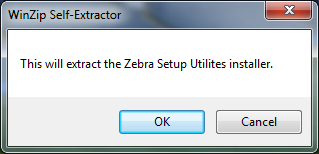 WinZip Self-Extractor
This will extract the Zebra Setup Utilites installer.
OK Cancel